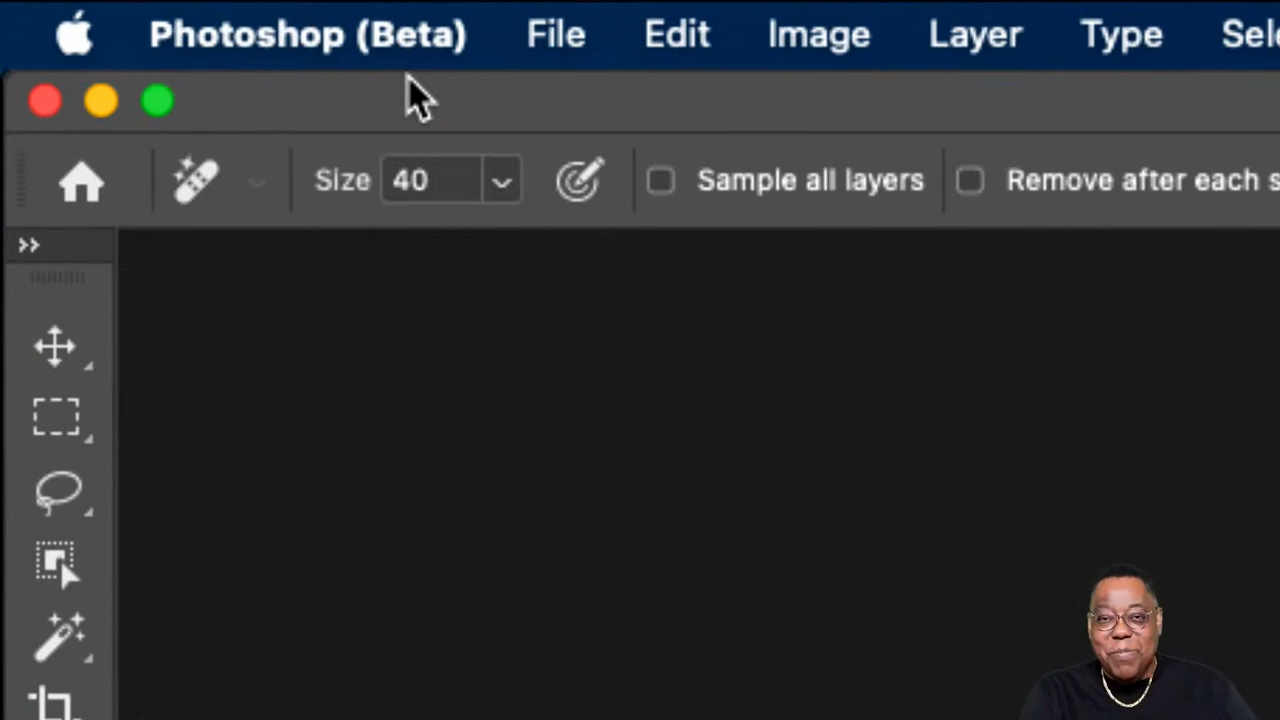 Photoshop (Beta) File Edit Image Layer Type
Size 40 Sample all layers Remove after each